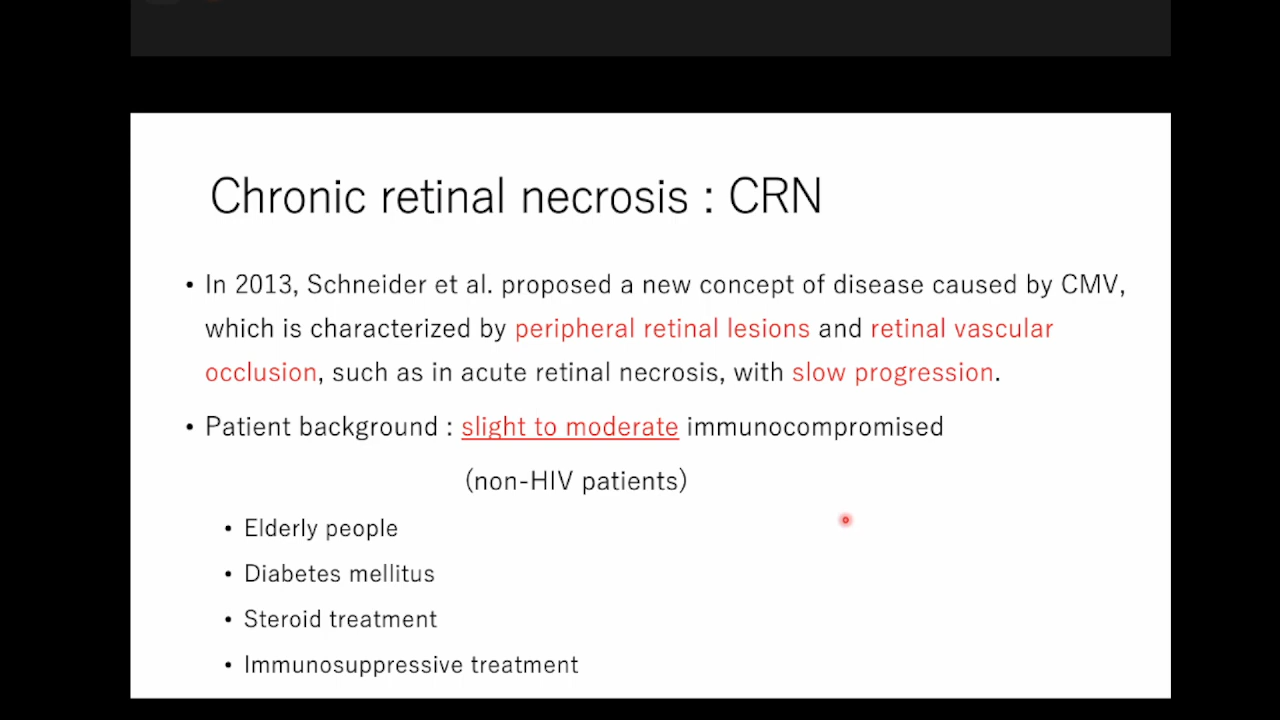 Chronic retinal necrosis : CRN
• In 2013, Schneider et al. proposed a new concept of disease caused by CMV,
which is characterized by peripheral retinal lesions and retinal vascular
occlusion, such as in acute retinal necrosis, with slow progression.
• Patient background : slight to moderate immunocompromised
(non-HIV patients)
• Elderly people
• Diabetes mellitus
• Steroid treatment
• Immunosuppressive treatment